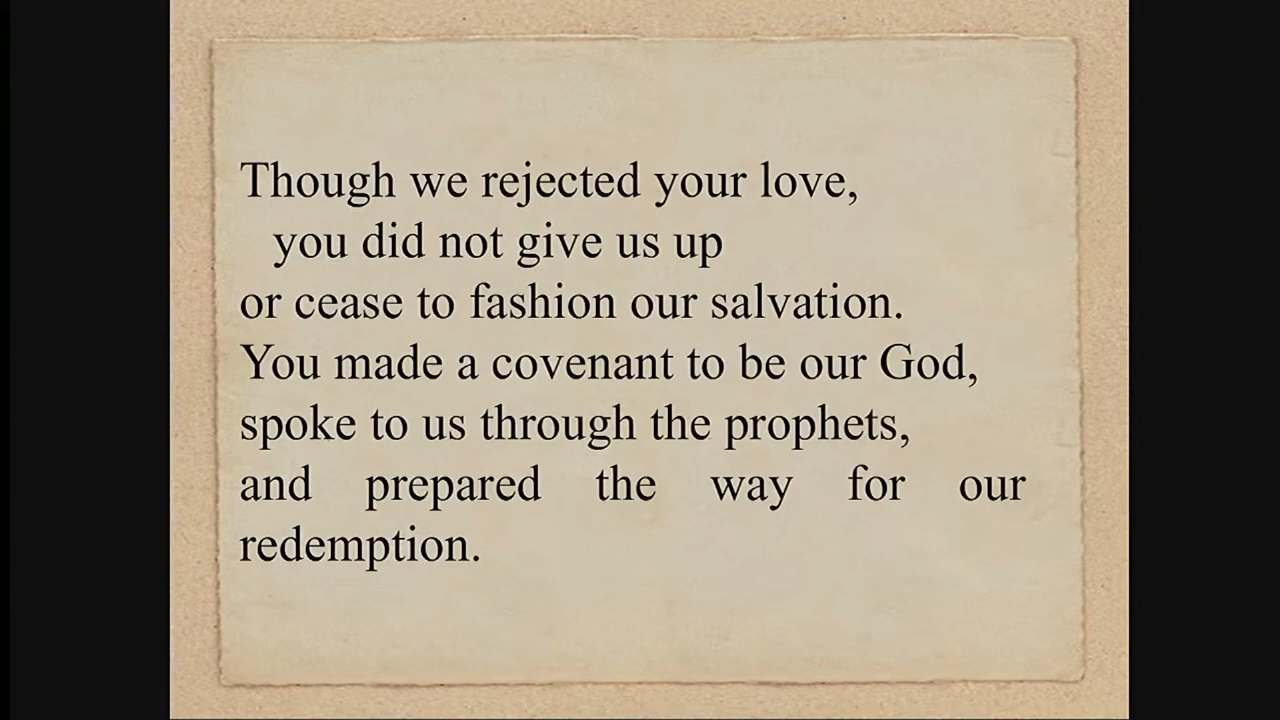 Though we rejected your love,
you did not give us up
or cease to fashion our salvation.
You made a covenant to be our God,
spoke to us through the prophets,
and prepared the way for our
redemption.